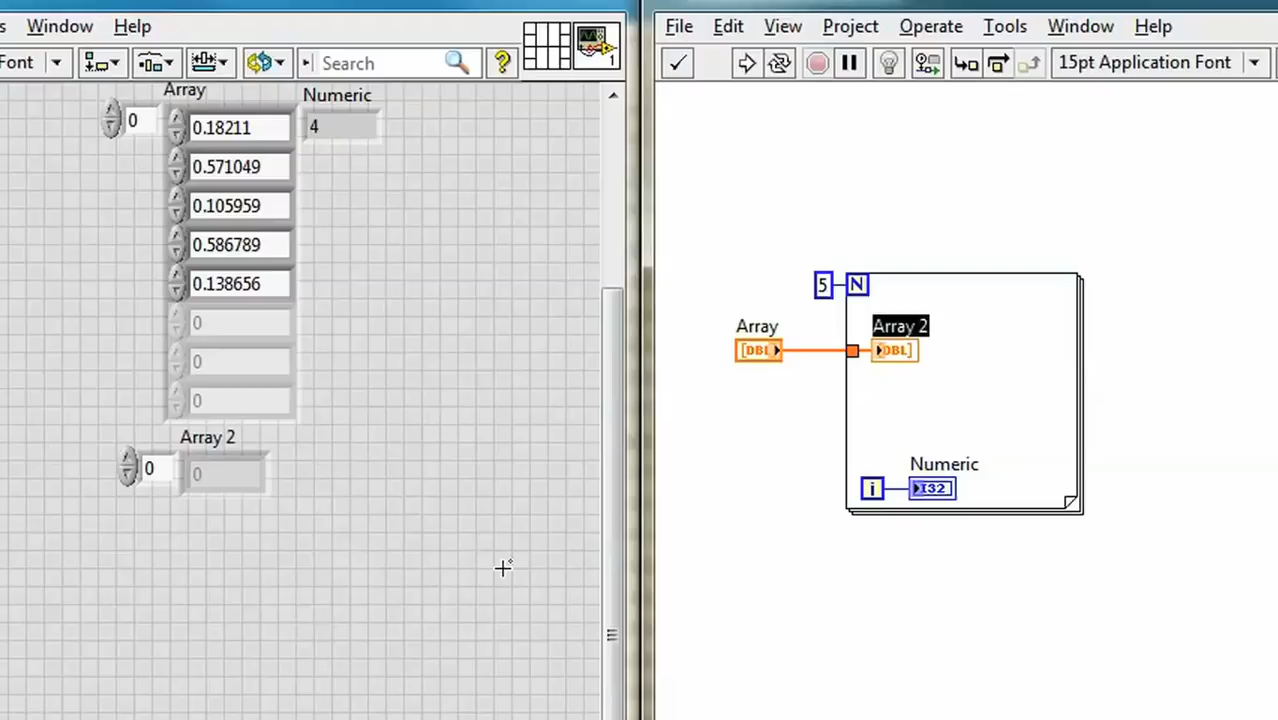 s Window Help
Font
Search
?
1
Array
Numeric
0
0.18211
4
0.571049
0.105959
0.586789
0.138656
0
0
0
Array 2
0
0
File Edit View Project Operate Tools Window Help
15pt Application Font
5 N
Array
Array 2
[DBL
DBL]
Numeric
i
I32